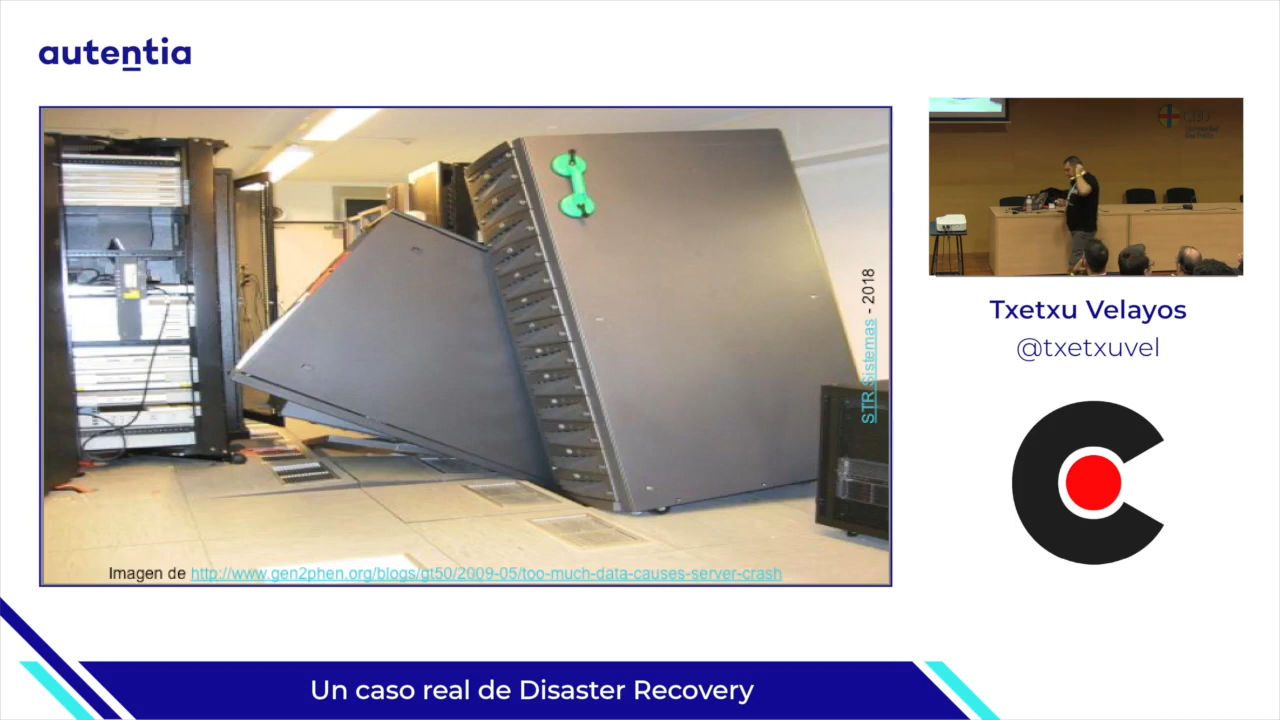 autentia
STR Sistemas - 2018
Imagen de http://www.gen2phen.org/blogs/gt50/2009-05/too-much-data-causes-server-crash
Txetxu Velayos
@txetxuvel
Un caso real de Disaster Recovery